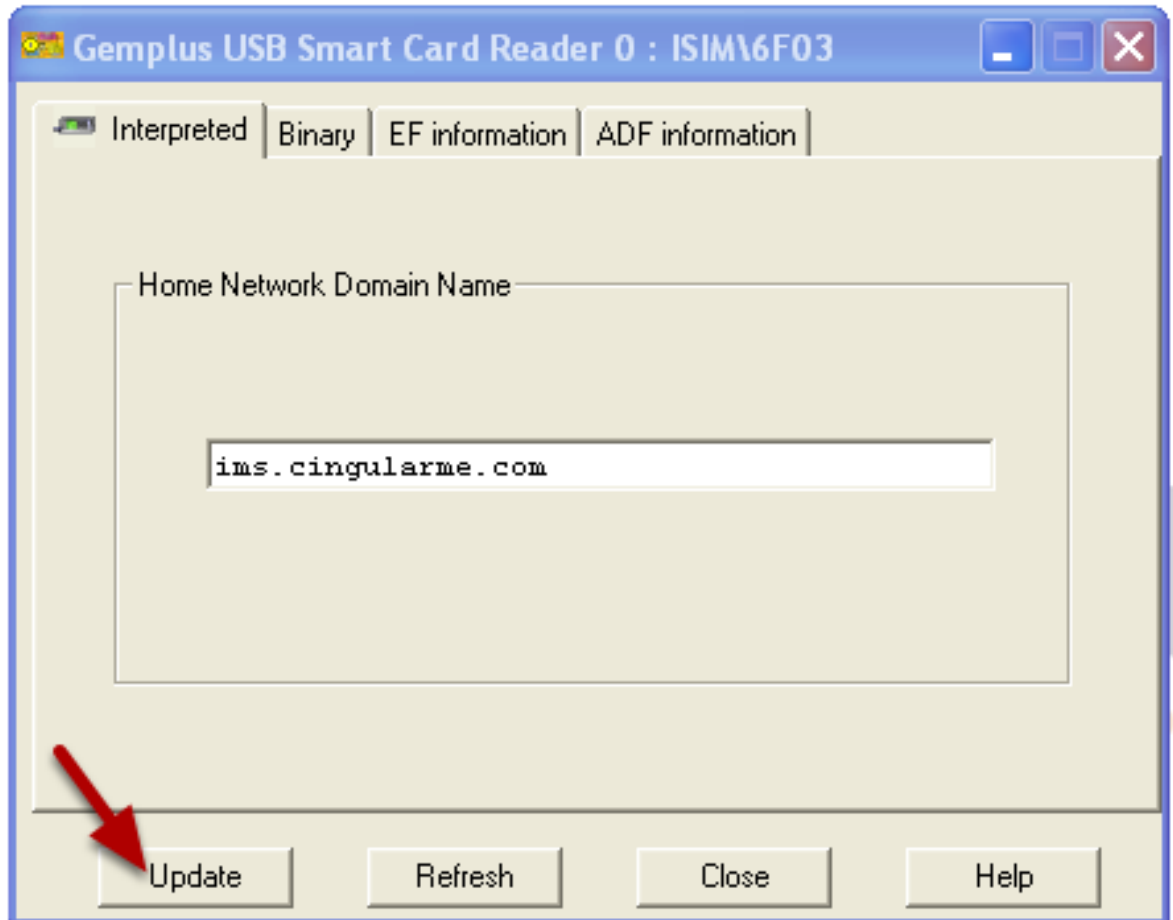 Gemplus USB Smart Card Reader 0 : ISIM\6F03
Interpreted Binary EF information ADF information
Home Network Domain Name
ims.cingularme.com
Update Refresh Close Help